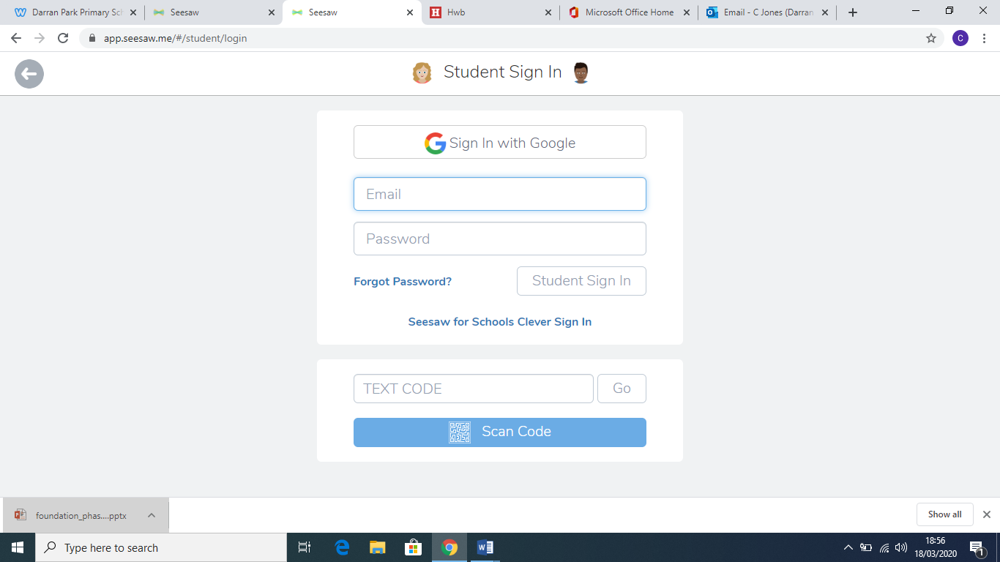 Darran Park Primary Sch
Seesaw
Seesaw
Hwb
Microsoft Office Home
Email - C Jones (Darran
app.seesaw.me/#/student/login
C
Student Sign In
Sign In with Google
Email
Password
Forgot Password?
Student Sign In
Seesaw for Schools Clever Sign In
TEXT CODE
Go
Scan Code
foundation_phas....pptx
Show all
Type here to search
18:56
18/03/2020
1